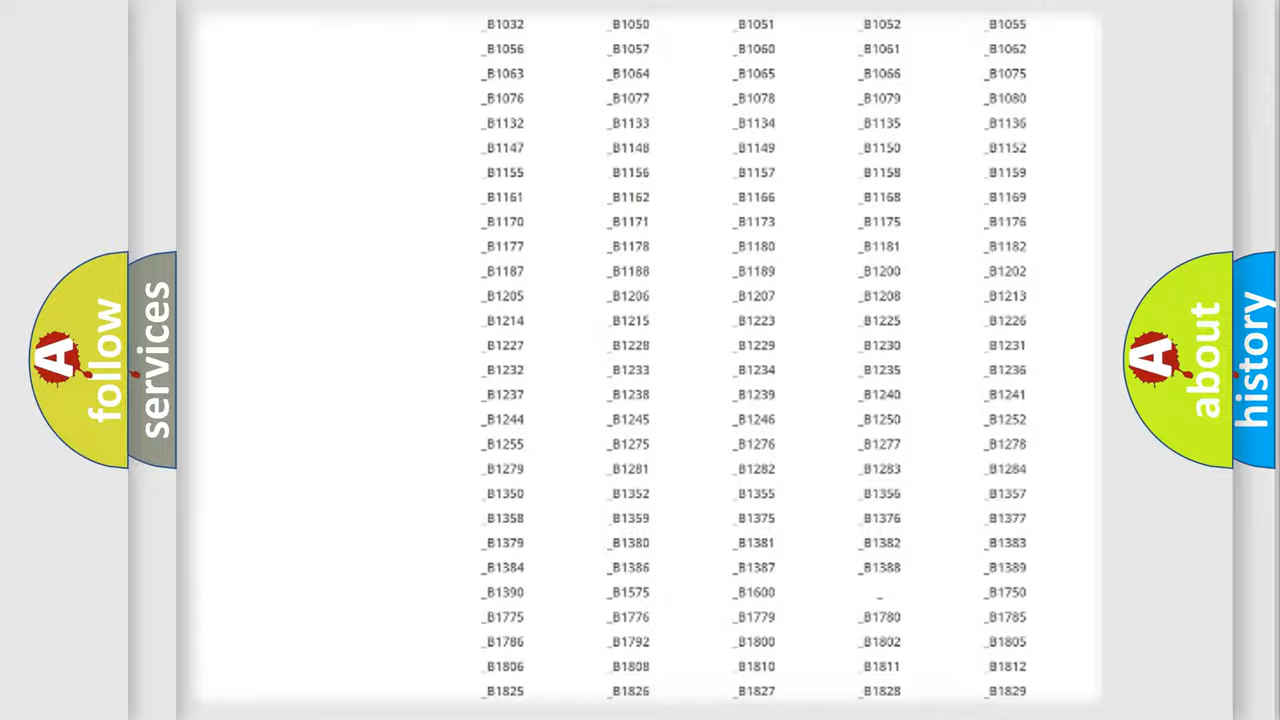 _B1032 _B1050 _B1051 _B1052 _B1055
_B1056 _B1057 _B1060 _B1061 _B1062
_B1063 _B1064 _B1065 _B1066 _B1075
_B1076 _B1077 _B1078 _B1079 _B1080
_B1132 _B1133 _B1134 _B1135 _B1136
_B1147 _B1148 _B1149 _B1150 _B1152
_B1155 _B1156 _B1157 _B1158 _B1159
_B1161 _B1162 _B1166 _B1168 _B1169
_B1170 _B1171 _B1173 _B1175 _B1176
_B1177 _B1178 _B1180 _B1181 _B1182
_B1187 _B1188 _B1189 _B1200 _B1202
_B1205 _B1206 _B1207 _B1208 _B1213
_B1214 _B1215 _B1223 _B1225 _B1226
_B1227 _B1228 _B1229 _B1230 _B1231
_B1232 _B1233 _B1234 _B1235 _B1236
_B1237 _B1238 _B1239 _B1240 _B1241
_B1244 _B1245 _B1246 _B1250 _B1252
_B1255 _B1275 _B1276 _B1277 _B1278
_B1279 _B1281 _B1282 _B1283 _B1284
_B1350 _B1352 _B1355 _B1356 _B1357
_B1358 _B1359 _B1375 _B1376 _B1377
_B1379 _B1380 _B1381 _B1382 _B1383
_B1384 _B1386 _B1387 _B1388 _B1389
_B1390 _B1575 _B1600 _ _B1750
_B1775 _B1776 _B1779 _B1780 _B1785
_B1786 _B1792 _B1800 _B1802 _B1805
_B1806 _B1808 _B1810 _B1811 _B1812
_B1825 _B1826 _B1827 _B1828 _B1829
A follow
services
A about
history